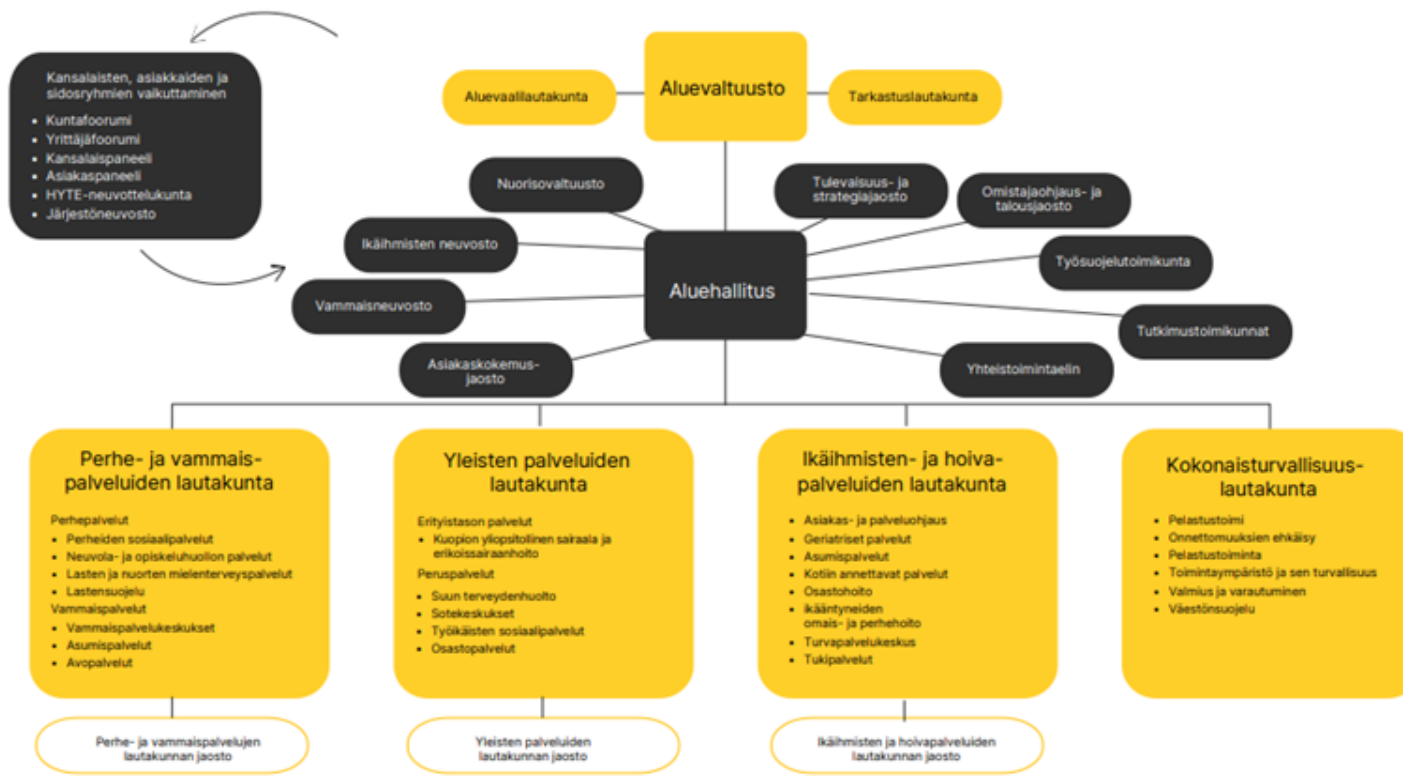 Kansalaisten, asiakkaiden ja
sidosryhmien vaikuttaminen
• Kuntafoorumi
• Yrittäjäfoorumi
• Kansalaispaneeli
• Asiakaspaneeli
• HYTE-neuvottelukunta
• Järjestöneuvosto
Aluevaalilautakunta
Aluevaltuusto
Tarkastuslautakunta
Nuorisovaltuusto
Tulevaisuus- ja
strategiajaosto
Omistajaohjaus- ja
talousjaosto
Ikäihmisten neuvosto
Työsuojelutoimikunta
Vammaisneuvosto
Aluehallitus
Tutkimustoimikunnat
Asiakaskokemus-
jaosto
Yhteistoimintaelin
Perhe- ja vammais-
palveluiden lautakunta
Perhepalvelut
• Perheiden sosiaalipalvelut
• Neuvola- ja opiskeluhuollon palvelut
• Lasten ja nuorten mielenterveyspalvelut
• Lastensuojelu
Vammaispalvelut
• Vammaispalvelukeskukset
• Asumispalvelut
• Avopalvelut
Yleisten palveluiden
lautakunta
Erityistason palvelut
• Kuopion yliopsitollinen sairaala ja
erikoissairaanhoito
Peruspalvelut
• Suun terveydenhuolto
• Sotekeskukset
• Työikäisten sosiaalipalvelut
• Osastopalvelut
Ikäihmisten- ja hoiva-
palveluiden lautakunta
• Asiakas- ja palveluohjaus
• Geriatriset palvelut
• Asumispalvelut
• Kotiin annettavat palvelut
• Osastohoito
• ikääntyneiden
omais- ja perhehoito
• Turvapalvelukeskus
• Tukipalvelut
Kokonaisturvallisuus-
lautakunta
• Pelastustoimi
• Onnettomuuksien ehkäisy
• Pelastustoiminta
• Toimintaympäristö ja sen turvallisuus
• Valmius ja varautuminen
• Väestönsuojelu
Perhe- ja vammaispalvelujen
lautakunnan jaosto
Yleisten palveluiden
lautakunnan jaosto
Ikäihmisten ja hoivapalveluiden
lautakunnan jaosto